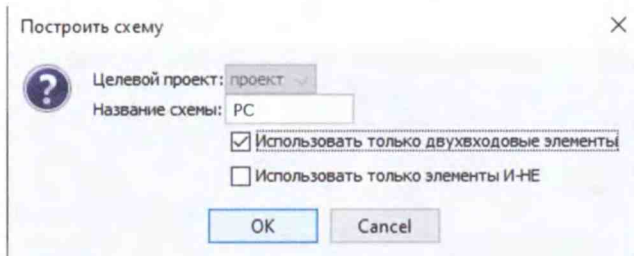 Построить схему
Целевой проект: проект
Название схемы: PC
Использовать только двухвходовые элементы
Использовать только элементы И-НЕ
OK Cancel